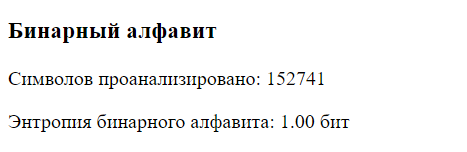 Бинарный алфавит
Символов проанализировано: 152741
Энтропия бинарного алфавита: 1.00 бит